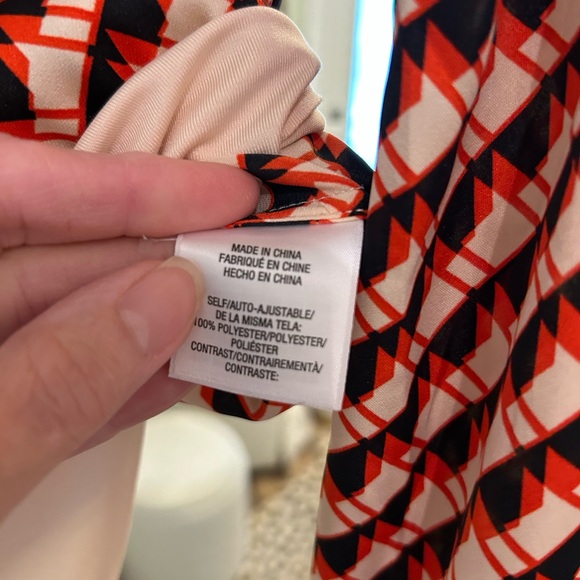 MADE IN CHINA
FABRIQUÉ EN CHINE
HECHO EN CHINA
SELF/AUTO-AJUSTABLE/
DE LA MISMA TELA:
100% POLYESTER/POLYESTER/
POLIÉSTER
CONTRAST/CONTRAIREMENTÀ/
CONTRASTE: